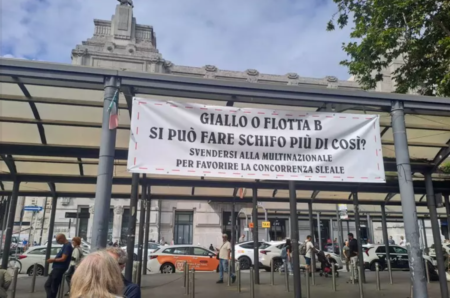 GIALLO O FLOTTA B
SI PUÒ FARE SCHIFO PIÙ DI COSÌ?
SVENDERSI ALLA MULTINAZIONALE
PER FAVORIRE LA CONCORRENZA SLEALE